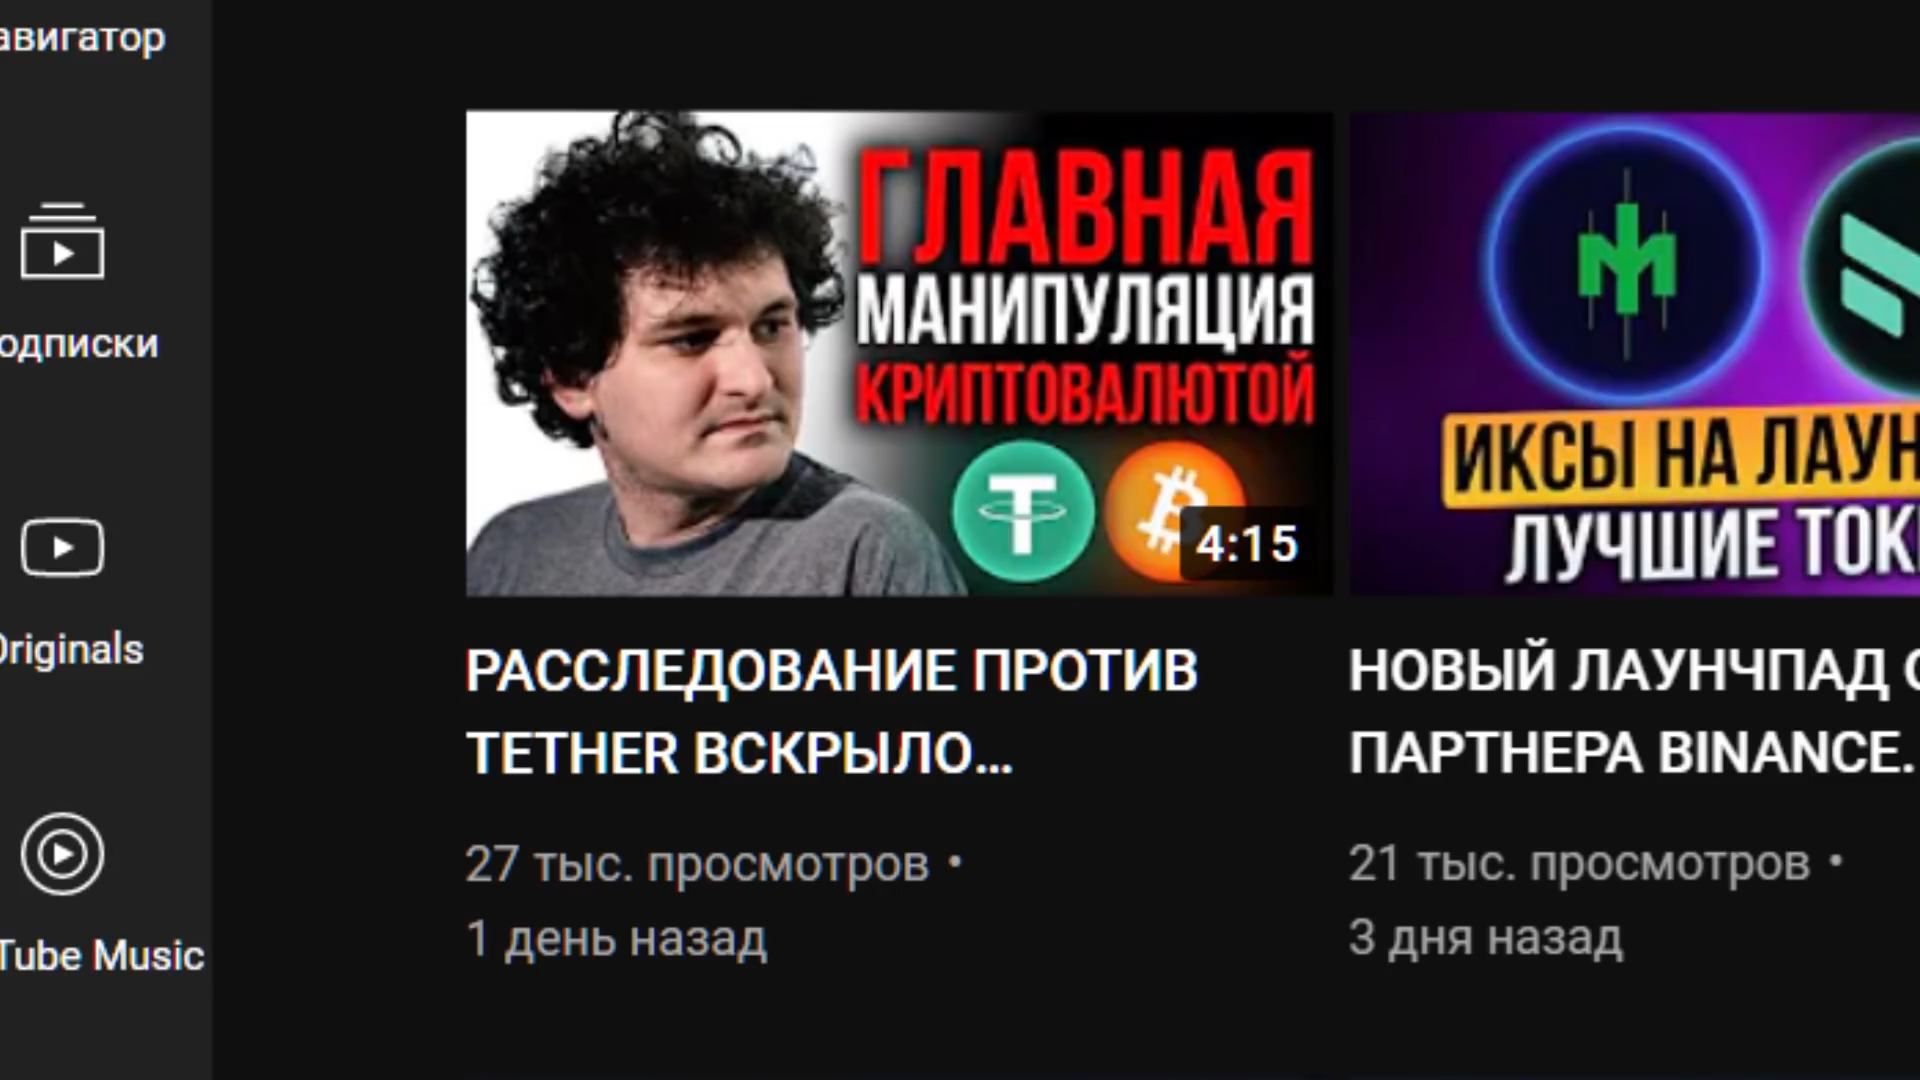 авигатор
одписки
Originals
Tube Music
ГЛАВНАЯ
МАНИПУЛЯЦИЯ
КРИПТОВАЛЮТОЙ
4:15
РАССЛЕДОВАНИЕ ПРОТИВ
TETHER ВСКРЫЛО...
27 тыс. просмотров •
1 день назад
ИКСЫ НА ЛАУН
ЛУЧШИЕ ТОК
НОВЫЙ ЛАУНЧПАД О
ПАРТНЕРА BINANCE.
21 тыс. просмотров •
3 дня назад